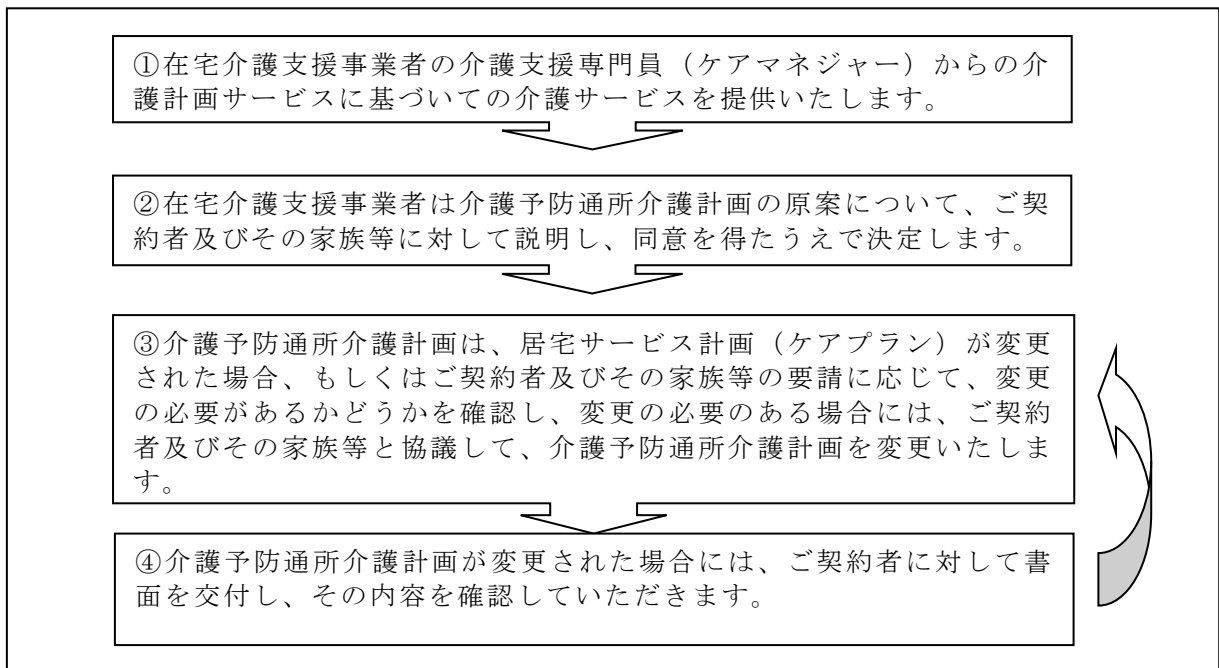 ①在宅介護支援事業者の介護支援専門員（ケアマネジャー）からの介
護計画サービスに基づいての介護サービスを提供いたします。
②在宅介護支援事業者は介護予防通所介護計画の原案について、ご契
約者及びその家族等に対して説明し、同意を得たうえで決定します。
③介護予防通所介護計画は、居宅サービス計画（ケアプラン）が変更
された場合、もしくはご契約者及びその家族等の要請に応じて、変更
の必要があるかどうかを確認し、変更の必要のある場合には、ご契約
者及びその家族等と協議して、介護予防通所介護計画を変更いたしま
す。
④介護予防通所介護計画が変更された場合には、ご契約者に対して書
面を交付し、その内容を確認していただきます。